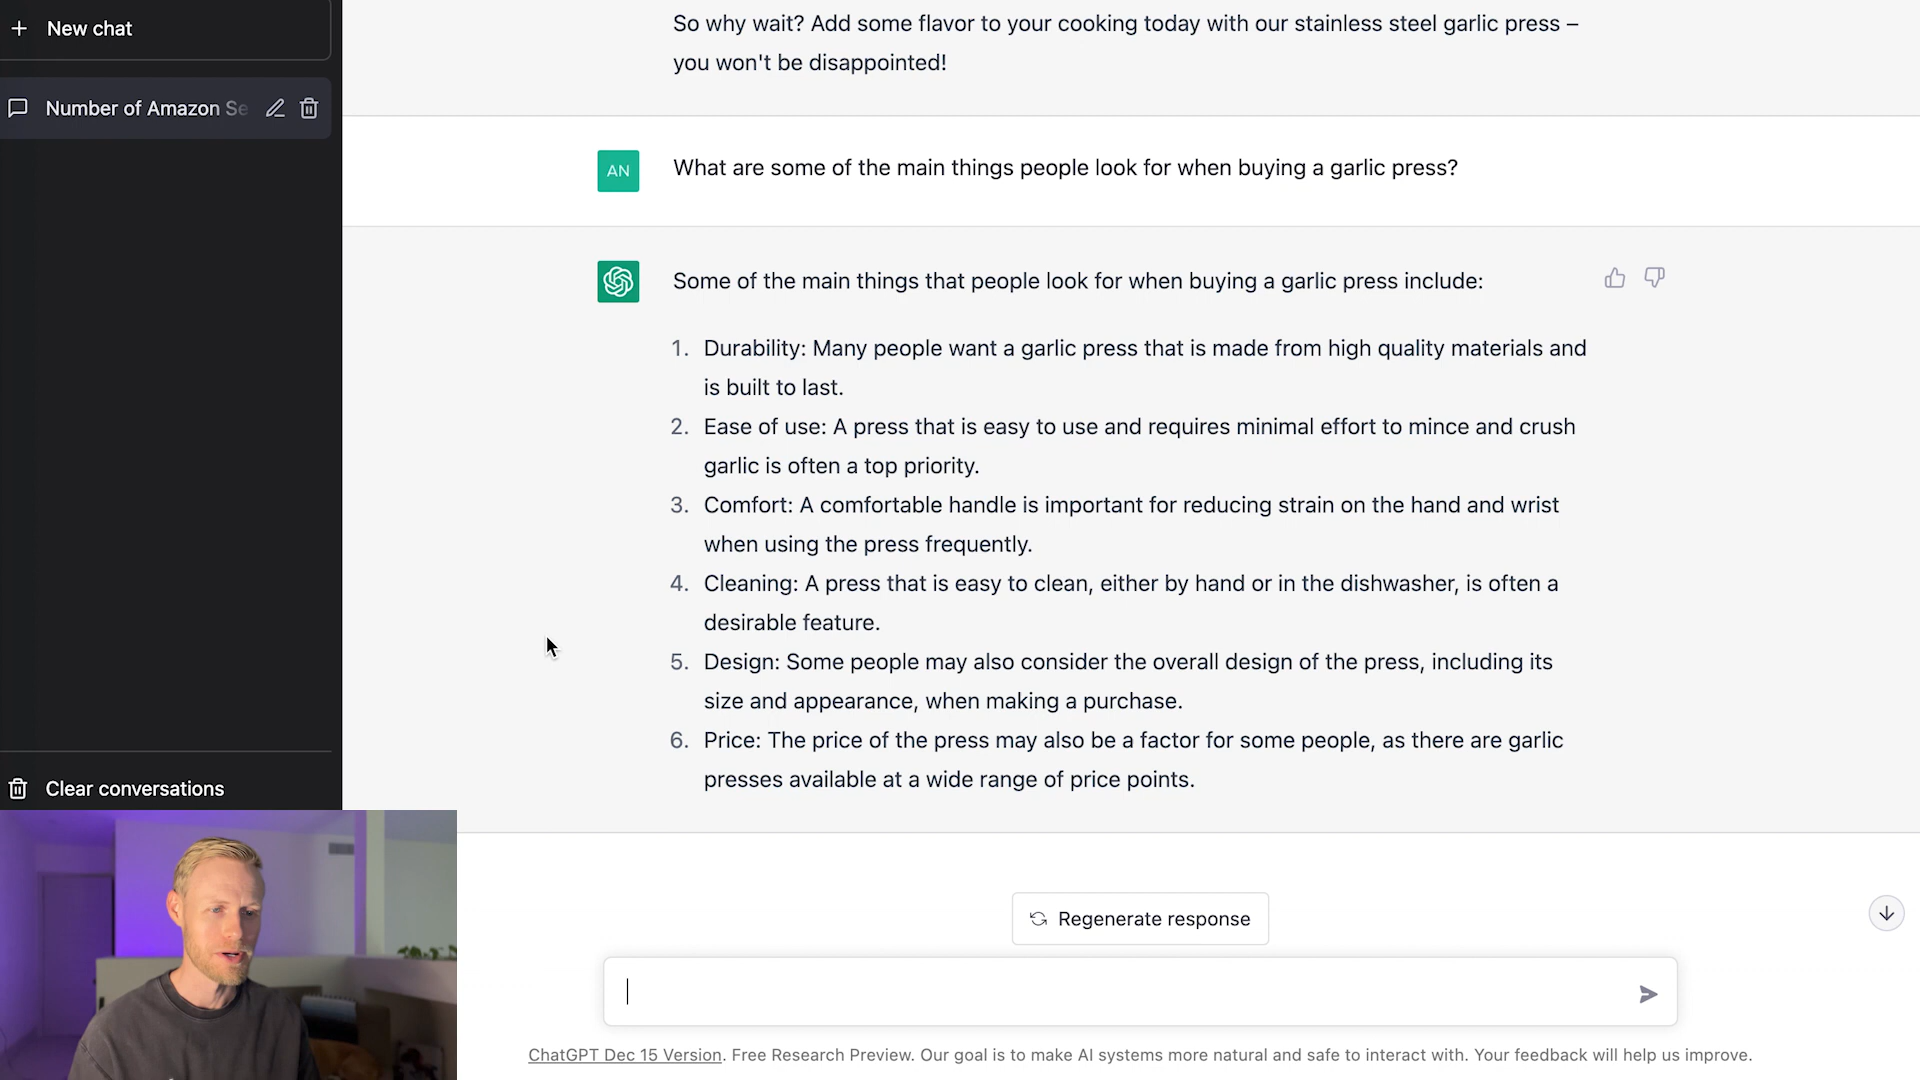 New chat
Number of Amazon Se
Clear conversations
So why wait? Add some flavor to your cooking today with our stainless steel garlic press –
you won't be disappointed!
AN
What are some of the main things people look for when buying a garlic press?
Some of the main things that people look for when buying a garlic press include:
1. Durability: Many people want a garlic press that is made from high quality materials and
is built to last.
2. Ease of use: A press that is easy to use and requires minimal effort to mince and crush
garlic is often a top priority.
3. Comfort: A comfortable handle is important for reducing strain on the hand and wrist
when using the press frequently.
4. Cleaning: A press that is easy to clean, either by hand or in the dishwasher, is often a
desirable feature.
5. Design: Some people may also consider the overall design of the press, including its
size and appearance, when making a purchase.
6. Price: The price of the press may also be a factor for some people, as there are garlic
presses available at a wide range of price points.
Regenerate response
ChatGPT Dec 15 Version. Free Research Preview. Our goal is to make AI systems more natural and safe to interact with. Your feedback will help us improve.